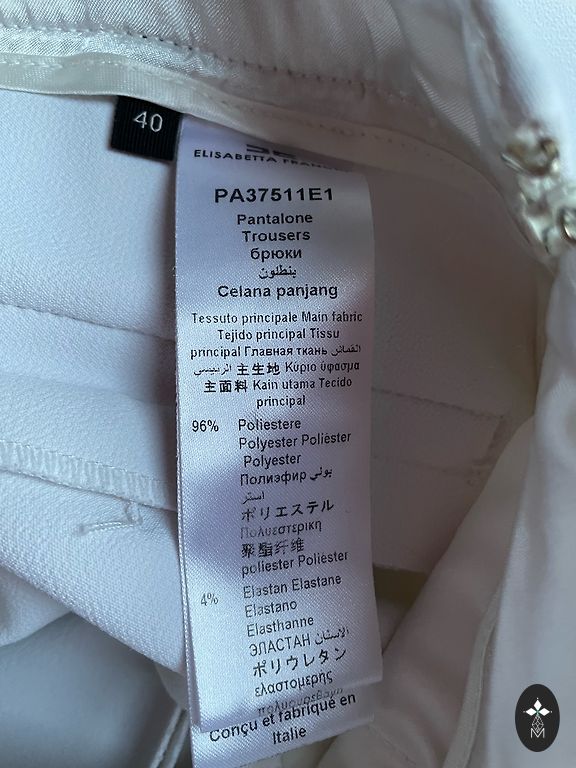 40
ELISABETTA
PA37511E1
Pantalone
Trousers
брюки
بنطلون
Celana panjang
Tessuto principale Main fabric
Tejido principal Tissu
principal Главная ткань القماش
الرئيسي 主生地 Κύριο ύφασμα
主面料 Kain utama Tecido
principal
96% Poliestere
Polyester Poliéster
Polyester
Полиэфир بولي
استر
ポリエステル
Πολυεστερικη
聚酯纤维
poliester Poliéster
4% Elastan Elastane
Elastano
Elasthanne
ЭЛАСТАН الاستان
ポリウレタン
ελαστομερής
Conçu et fabriqué en
Italie
M